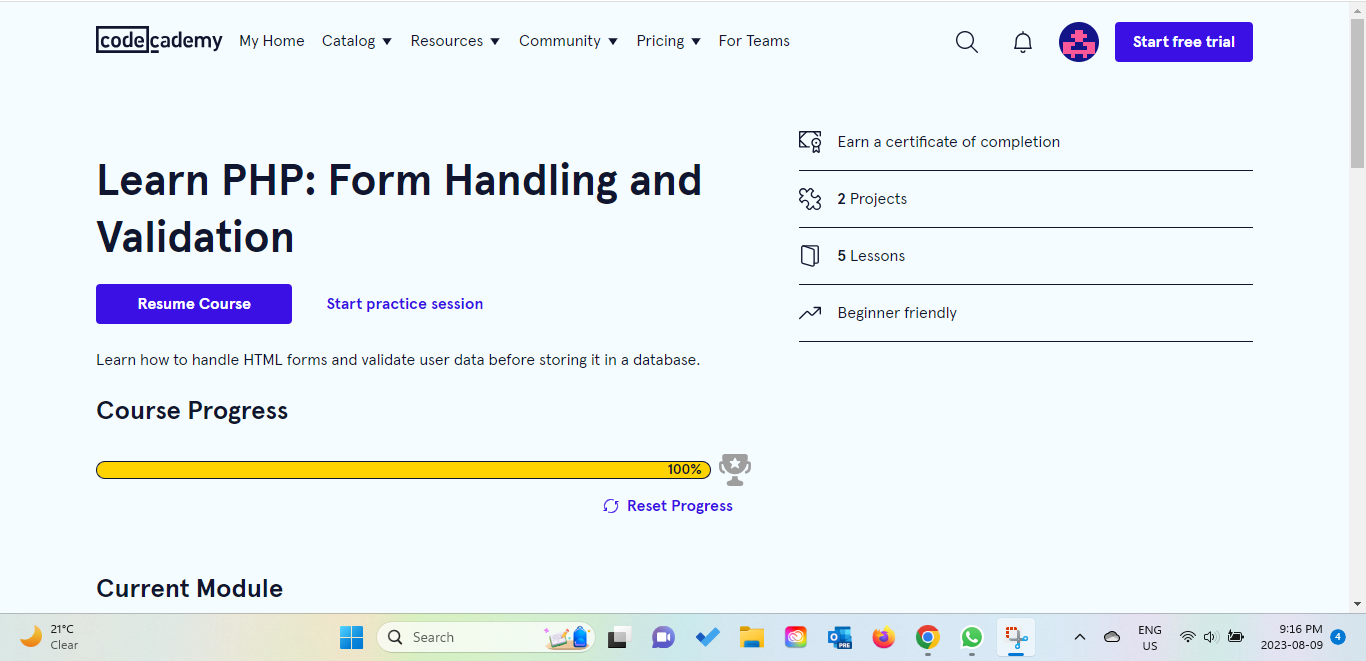 codecademy My Home Catalog Resources Community Pricing For Teams Start free trial
Learn PHP: Form Handling and
Validation
Resume Course Start practice session
Learn how to handle HTML forms and validate user data before storing it in a database.
Course Progress
100%
Reset Progress
Current Module
Earn a certificate of completion
2 Projects
5 Lessons
Beginner friendly
21°C
Clear
Search
PRE
ENG
US
9:16 PM
2023-08-09
4